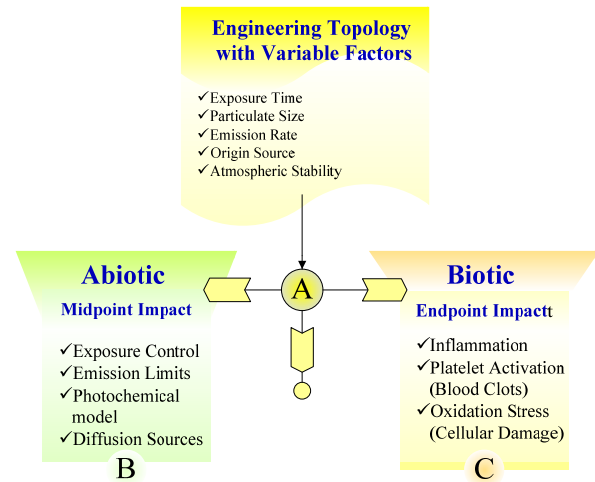 Engineering Topology
with Variable Factors
✓Exposure Time
✓Particulate Size
✓Emission Rate
✓Origin Source
✓Atmospheric Stability
A
Abiotic
Midpoint Impact
✓Exposure Control
✓Emission Limits
✓Photochemical
model
✓Diffusion Sources
B
Biotic
Endpoint Impactt
✓Inflammation
✓Platelet Activation
(Blood Clots)
✓Oxidation Stress
(Cellular Damage)
C